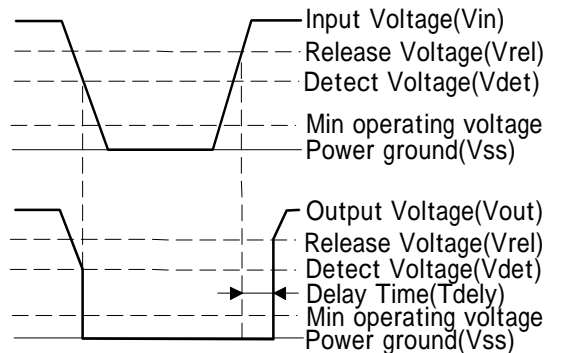 Input Voltage(Vin)
Release Voltage(Vrel)
Detect Voltage(Vdet)
Min operating voltage
Power ground(Vss)
Output Voltage(Vout)
Release Voltage(Vrel)
Detect Voltage(Vdet)
Delay Time(Tdely)
Min operating voltage
Power ground(Vss)